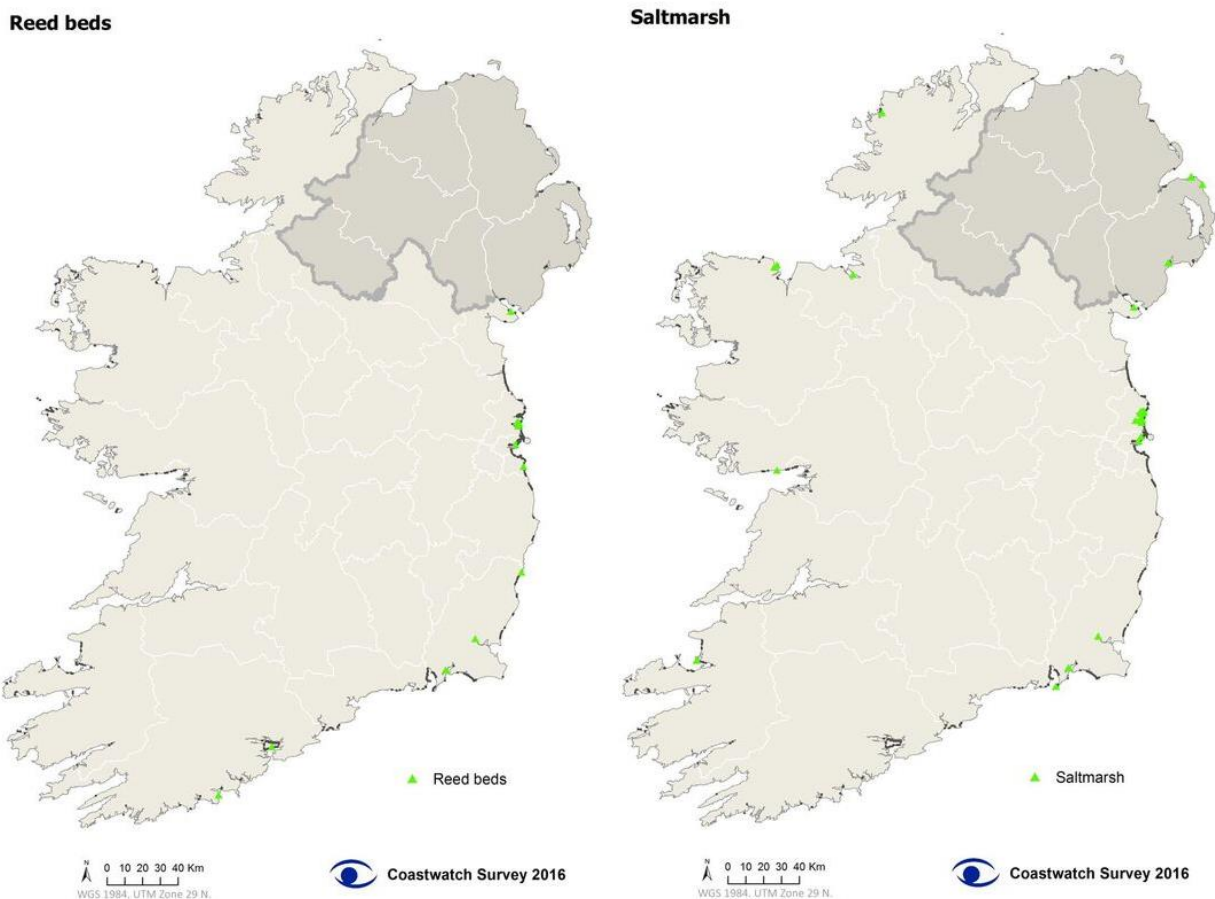 Reed beds
Reed beds
N
0 10 20 30 40 Km
WGS 1984. UTM Zone 29 N.
Coastwatch Survey 2016
Saltmarsh
Saltmarsh
N
0 10 20 30 40 Km
WGS 1984. UTM Zone 29 N.
Coastwatch Survey 2016